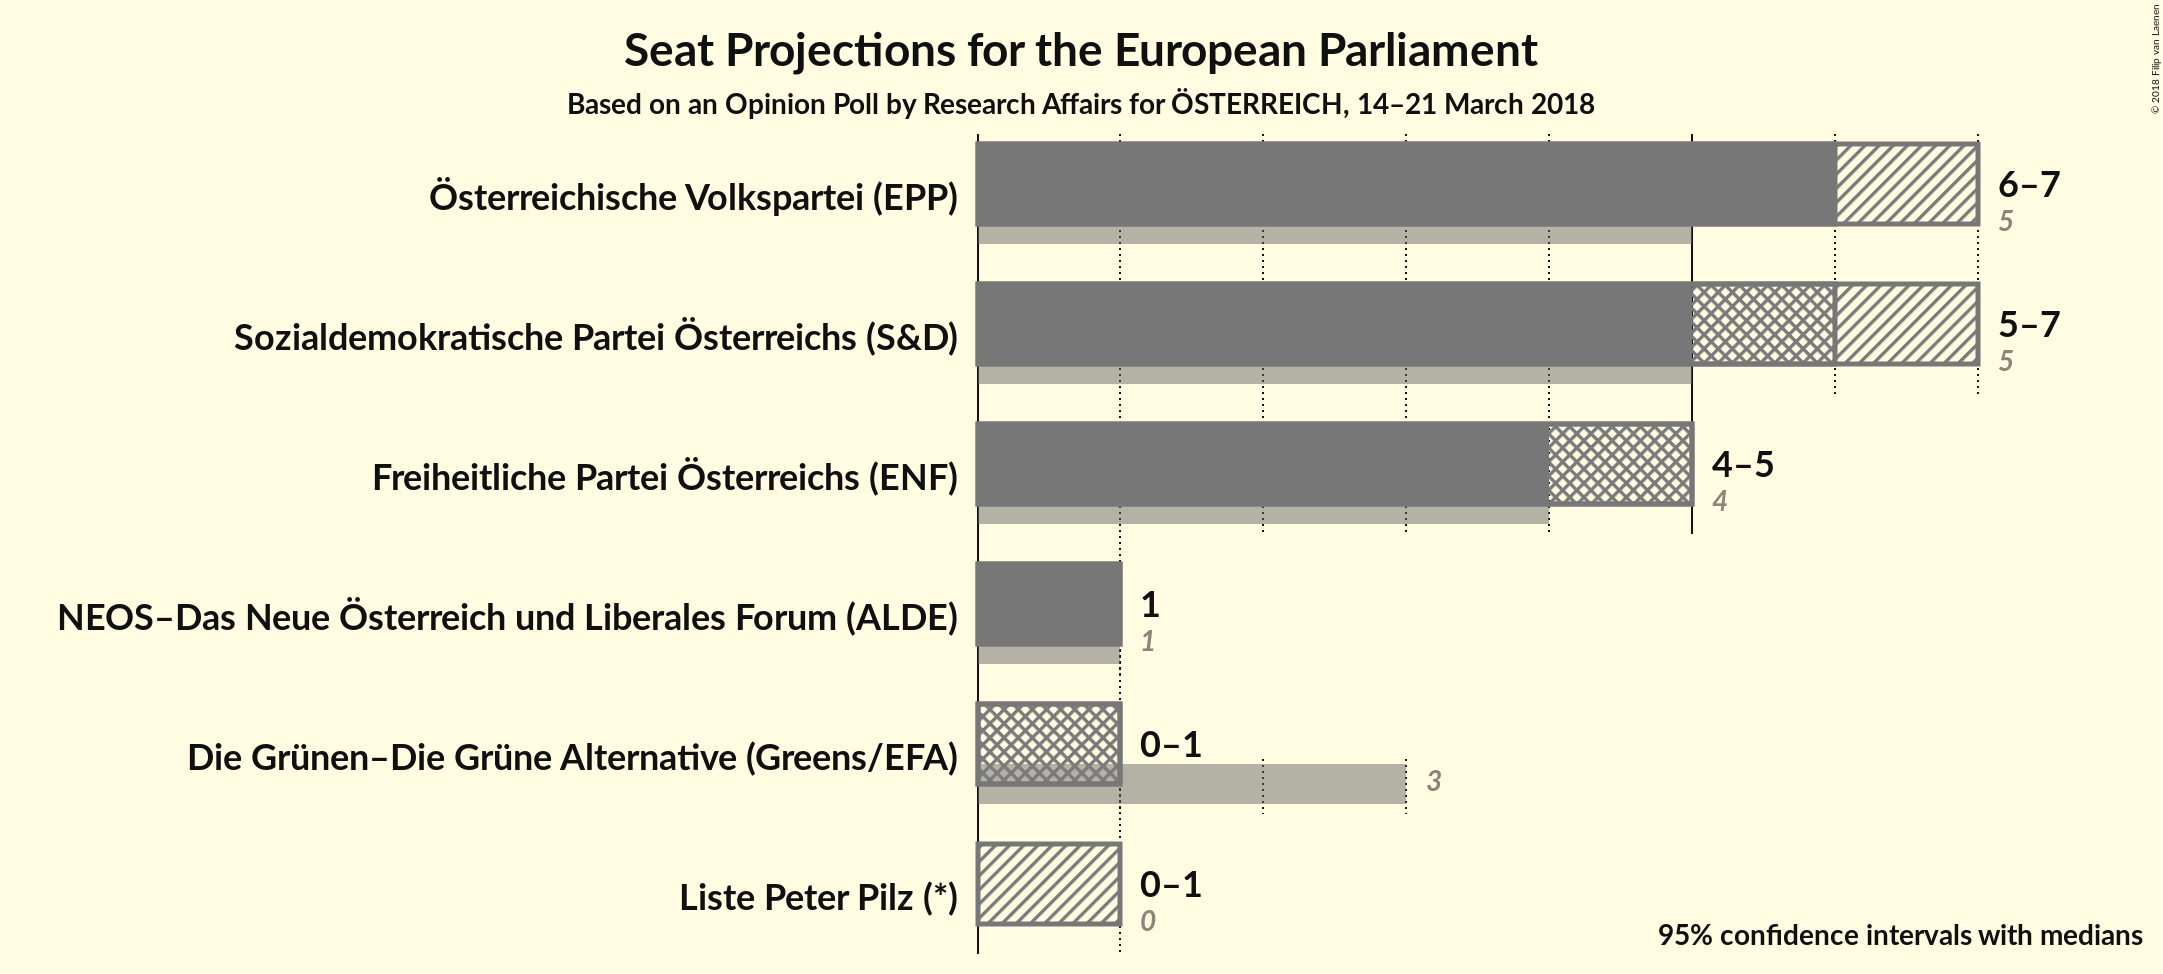 Seat Projections for the European Parliament
Based on an Opinion Poll by Research Affairs for ÖSTERREICH, 14–21 March 2018
© 2018 Filip van Laenen
Österreichische Volkspartei (EPP)
6–7
5
Sozialdemokratische Partei Österreichs (S&D)
5–7
5
Freiheitliche Partei Österreichs (ENF)
4–5
4
NEOS–Das Neue Österreich und Liberales Forum (ALDE)
1
1
Die Grünen–Die Grüne Alternative (Greens/EFA)
0–1
3
Liste Peter Pilz (*)
0–1
0
95% confidence intervals with medians